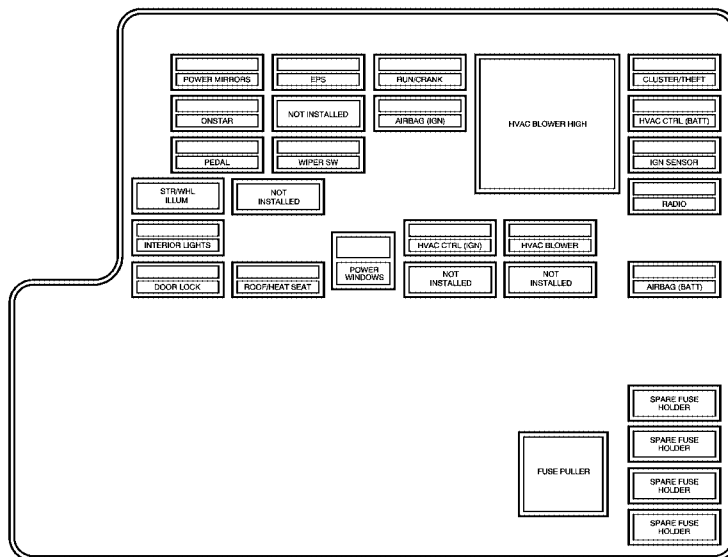 POWER MIRRORS
EPS
RUN/CRANK
HVAC BLOWER HIGH
CLUSTER/THEFT
ONSTAR
NOT INSTALLED
AIRBAG (IGN)
HVAC CTRL (BATT)
PEDAL
WIPER SW
IGN SENSOR
STR/WHL
ILLUM
NOT
INSTALLED
RADIO
INTERIOR LIGHTS
POWER
WINDOWS
HVAC CTRL (IGN)
HVAC BLOWER
DOOR LOCK
ROOF/HEAT SEAT
NOT
INSTALLED
NOT
INSTALLED
AIRBAG (BATT)
SPARE FUSE
HOLDER
SPARE FUSE
HOLDER
FUSE PULLER
SPARE FUSE
HOLDER
SPARE FUSE
HOLDER